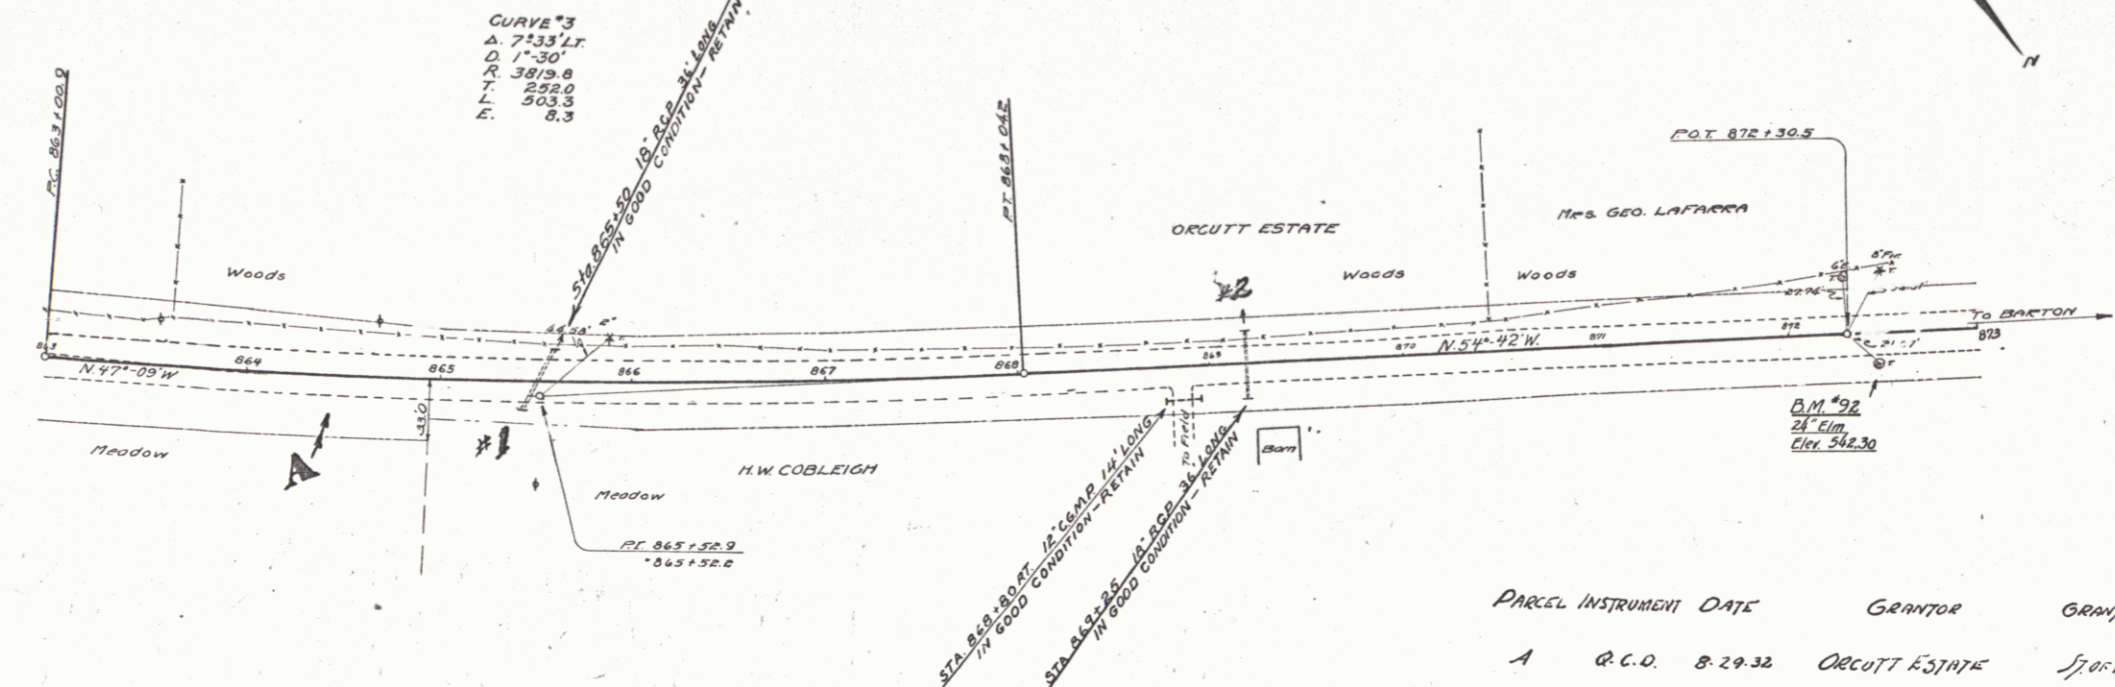 CURVE #3
Δ. 7°33' LT.
D. 1°-30'
R. 3819.8
T. 252.0
L. 503.3
E. 8.3
P.C. 863+00.9
Sta. 865+50 18" R.C.P. 36' LONG
IN GOOD CONDITION - RETAIN
P.T. 868+04.2
P.O.T. 872+30.5
N
ORCUTT ESTATE
MRS. GEO. LAFARRA
Woods
Woods
Woods
#2
TO BARTON
863
864
865
866
867
868
869
870
871
872
873
N. 47°-09' W
N. 54°-42' W.
33.0
Meadow
A
#1
H.W. COBLEIGH
Meadow
To Field
Barn
B.M. #92
24" Elm
Elev. 542.30
P.I. 865+52.9
=865+52.2
STA. 868+80 RT. 12" C.G.M.P. 14' LONG
IN GOOD CONDITION - RETAIN
STA. 869+25 18" R.C.P. 36' LONG
IN GOOD CONDITION - RETAIN
PARCEL INSTRUMENT DATE GRANTOR
A Q.C.D. 8-29-32 ORCUTT ESTATE